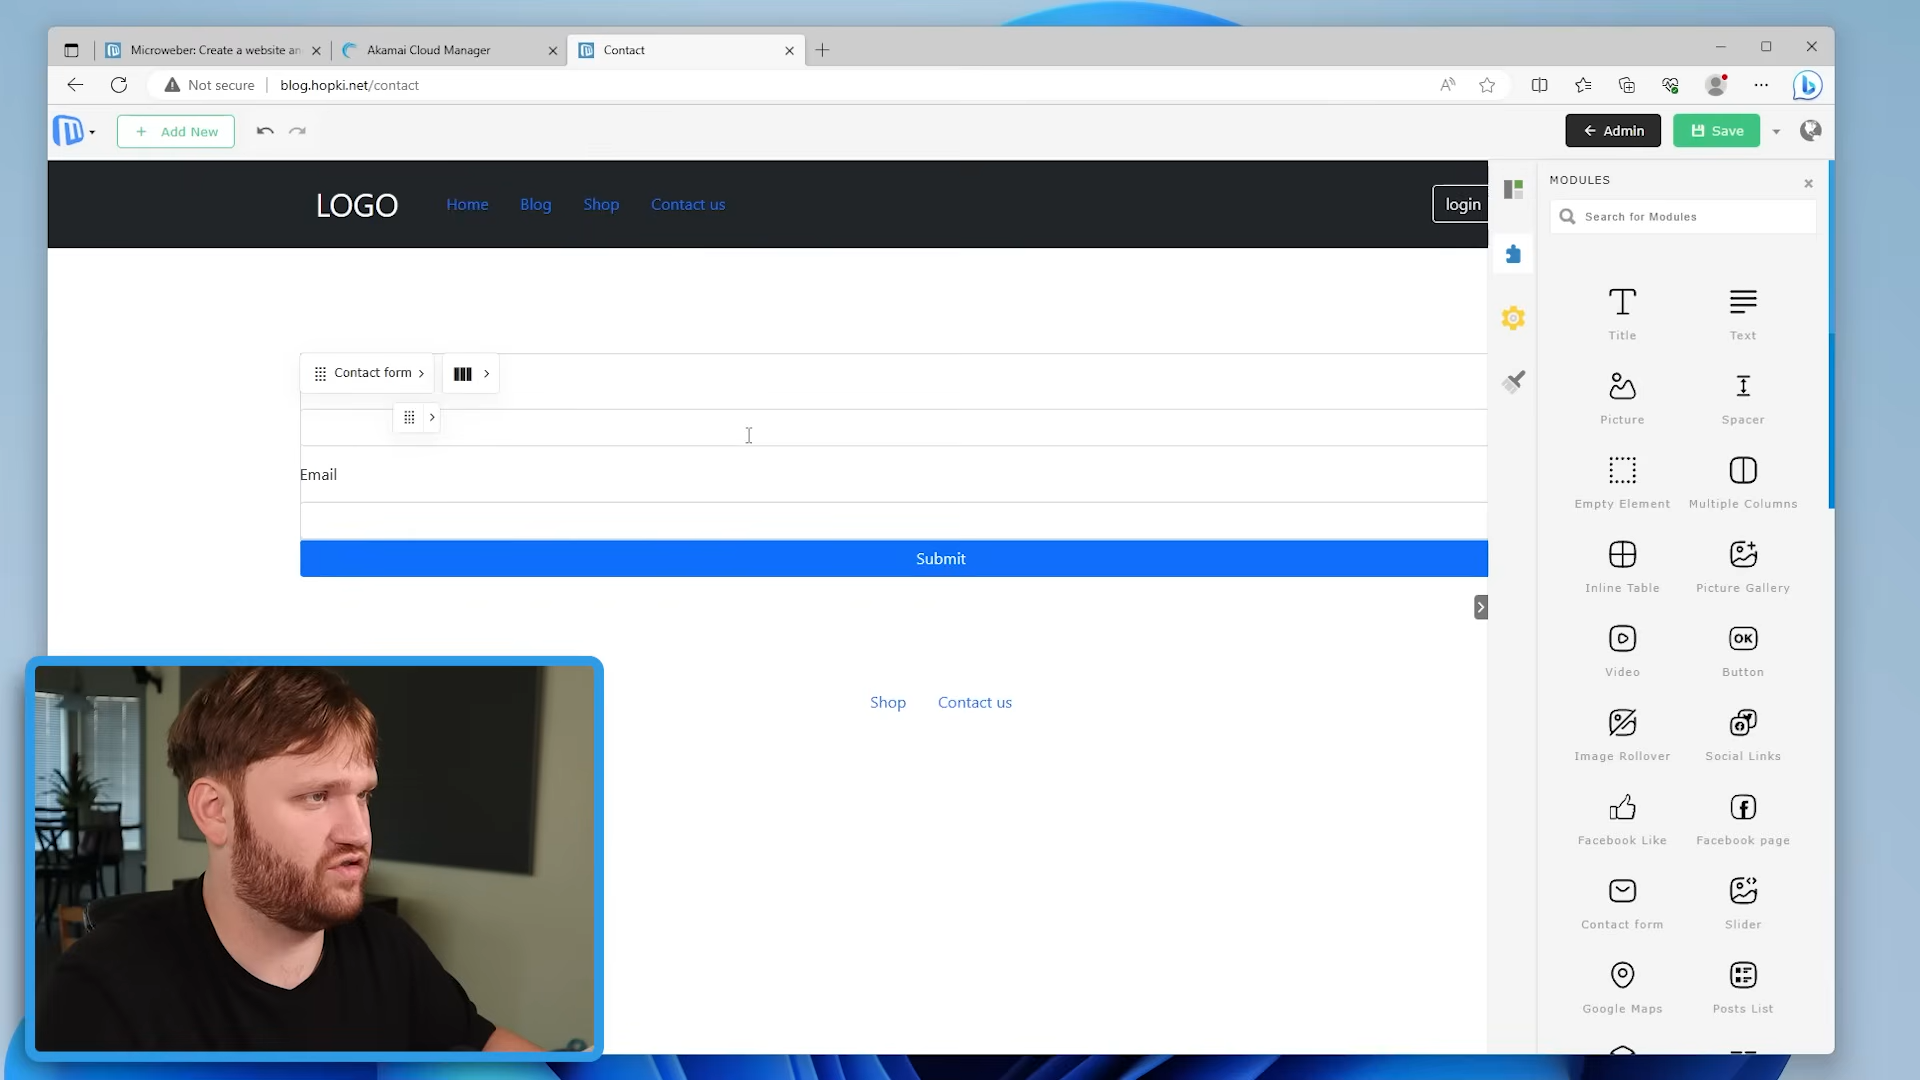 Microweber: Create a website an
Akamai Cloud Manager
Contact
Not secure
blog.hopki.net/contact
Add New
Admin
Save
LOGO
Home
Blog
Shop
Contact us
login
MODULES
Search for Modules
Contact form
Email
Submit
Shop
Contact us
Title
Text
Picture
Spacer
Empty Element
Multiple Columns
Inline Table
Picture Gallery
Video
OK
Button
Image Rollover
Social Links
Facebook Like
Facebook page
Contact form
Slider
Google Maps
Posts List